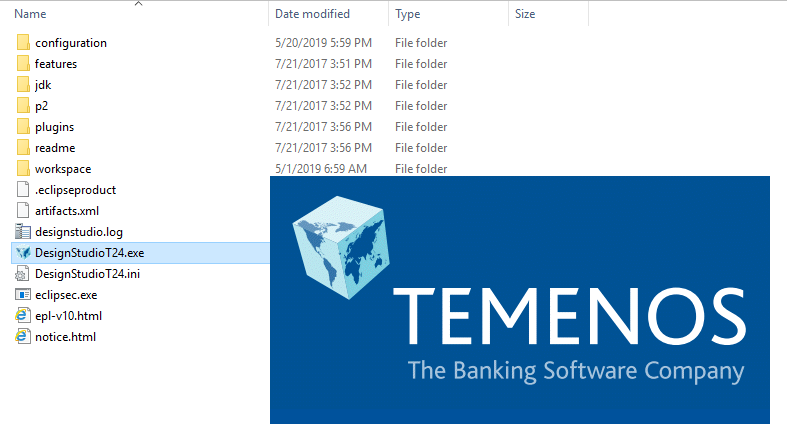 Name Date modified Type Size
configuration 5/20/2019 5:59 PM File folder
features 7/21/2017 3:51 PM File folder
jdk 7/21/2017 3:52 PM File folder
p2 7/21/2017 3:52 PM File folder
plugins 7/21/2017 3:56 PM File folder
readme 7/21/2017 3:56 PM File folder
workspace 5/1/2019 6:59 AM File folder
.eclipseproduct
artifacts.xml
designstudio.log
DesignStudioT24.exe
DesignStudioT24.ini
eclipsec.exe
epl-v10.html
notice.html
TEMENOS
The Banking Software Company